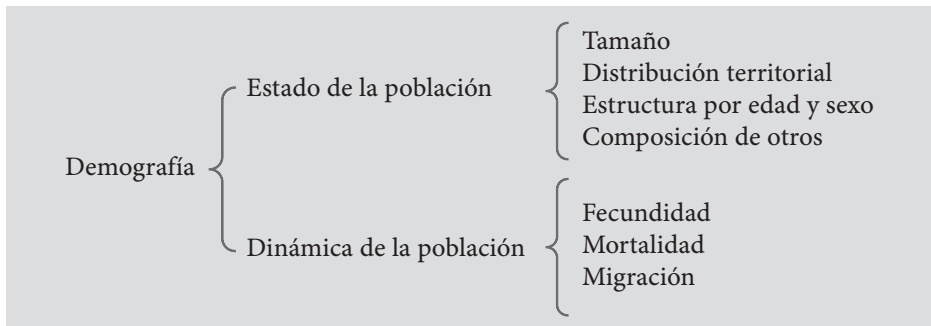 Demografía
Estado de la población
Tamaño
Distribución territorial
Estructura por edad y sexo
Composición de otros
Dinámica de la población
Fecundidad
Mortalidad
Migración